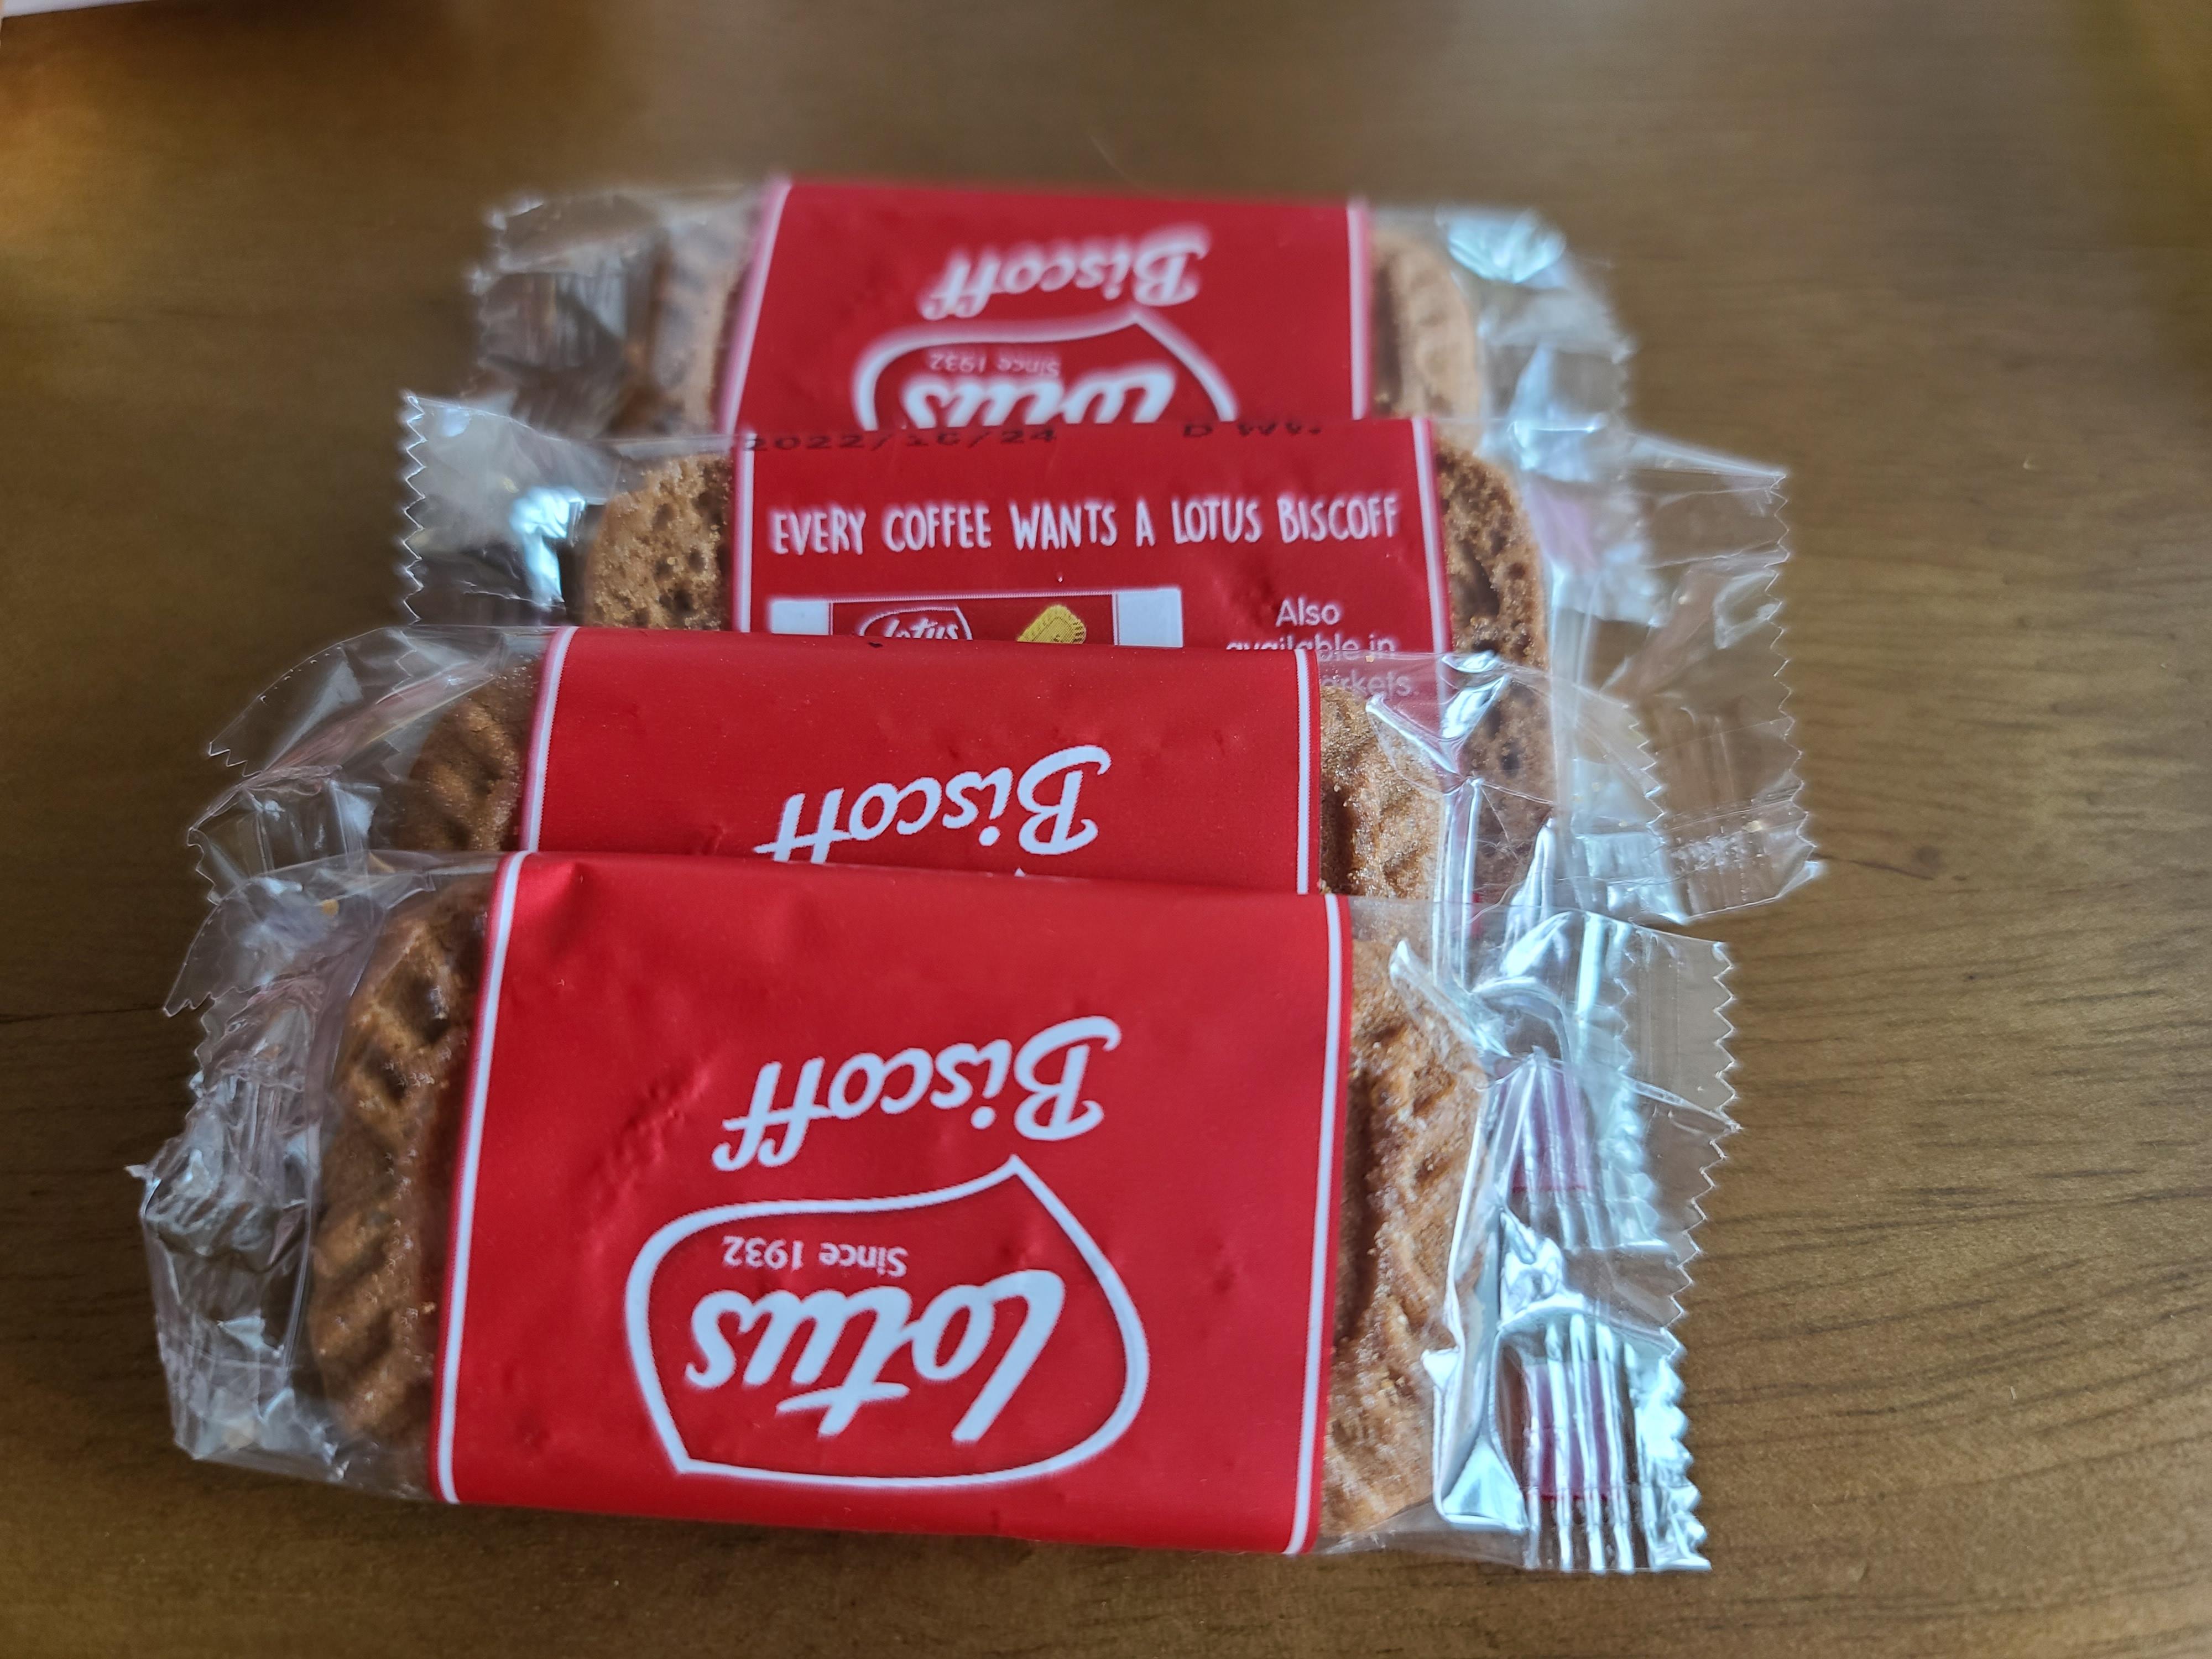 Biscoff
Since 1932
Lotus
2022/10/24
EVERY COFFEE WANTS A LOTUS BISCOFF
Lotus
Also
available in
Biscoff
Biscoff
Since 1932
Lotus